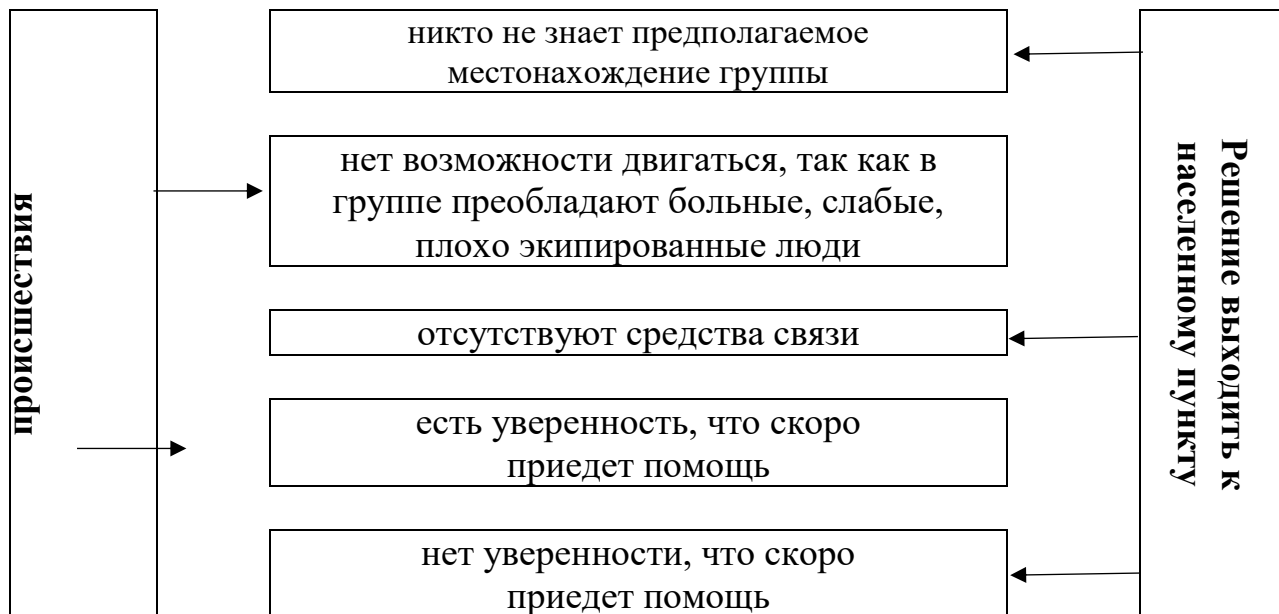 происшествия
никто не знает предполагаемое
местонахождение группы
нет возможности двигаться, так как в
группе преобладают больные, слабые,
плохо экипированные люди
отсутствуют средства связи
есть уверенность, что скоро
приедет помощь
нет уверенности, что скоро
приедет помощь
Решение выходить к
населенному пункту